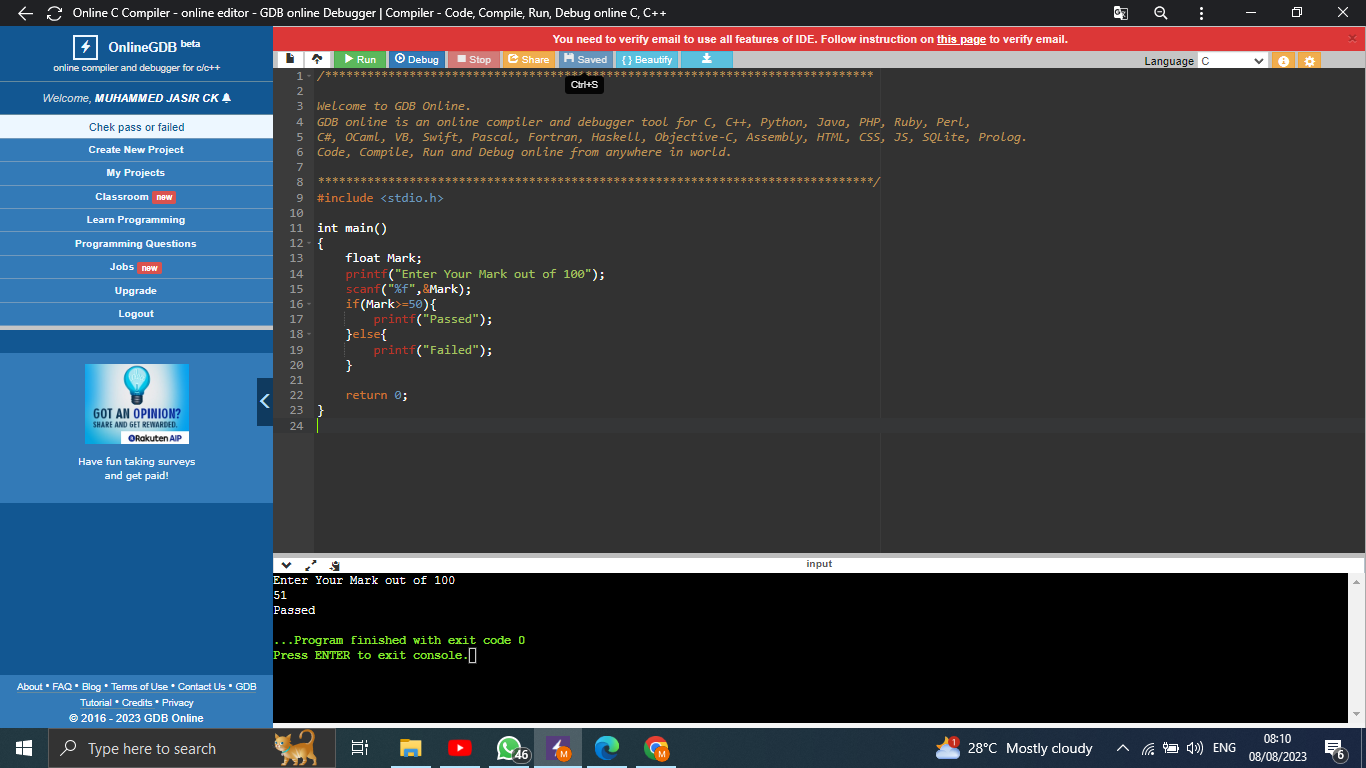 Online C Compiler - online editor - GDB online Debugger | Compiler - Code, Compile, Run, Debug online C, C++
OnlineGDB beta
online compiler and debugger for c/c++
Welcome, MUHAMMED JASIR CK
Chek pass or failed
Create New Project
My Projects
Classroom new
Learn Programming
Programming Questions
Jobs new
Upgrade
Logout
GOT AN OPINION?
SHARE AND GET REWARDED.
Rakuten AIP
Have fun taking surveys
and get paid!
About • FAQ • Blog • Terms of Use • Contact Us • GDB
Tutorial • Credits • Privacy
© 2016 - 2023 GDB Online
You need to verify email to use all features of IDE. Follow instruction on this page to verify email.
Run Debug Stop Share Saved { } Beautify
Language C
Ctrl+S
1 /******************************************************************************
2
3 Welcome to GDB Online.
4 GDB online is an online compiler and debugger tool for C, C++, Python, Java, PHP, Ruby, Perl,
5 C#, OCaml, VB, Swift, Pascal, Fortran, Haskell, Objective-C, Assembly, HTML, CSS, JS, SQLite, Prolog.
6 Code, Compile, Run and Debug online from anywhere in world.
7
8 *******************************************************************************/
9 #include <stdio.h>
10
11 int main()
12 {
13 float Mark;
14 printf("Enter Your Mark out of 100");
15 scanf("%f",&Mark);
16 if(Mark>=50){
17 printf("Passed");
18 }else{
19 printf("Failed");
20 }
21
22 return 0;
23 }
24
input
Enter Your Mark out of 100
51
Passed
...Program finished with exit code 0
Press ENTER to exit console.
Type here to search
46
M
M
1
28°C Mostly cloudy
ENG
08:10
08/08/2023
6